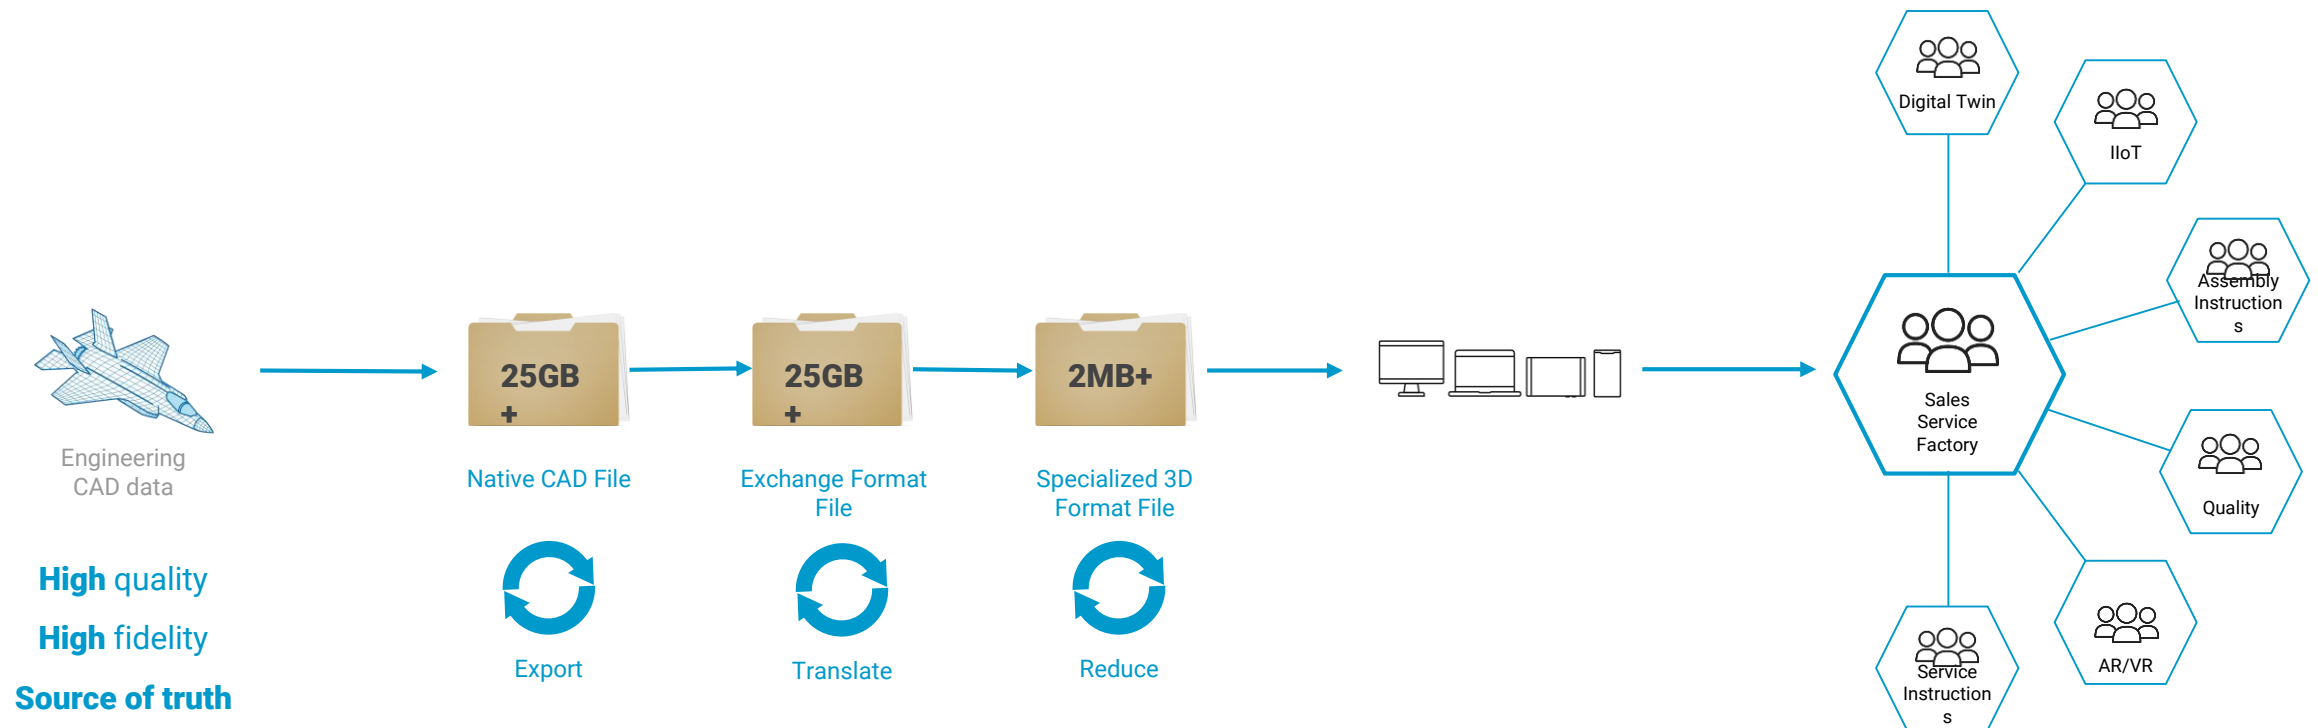 Engineering
CAD data
High quality
High fidelity
Source of truth
25GB
+
Native CAD File
Export
25GB
+
Exchange Format
File
Translate
2MB+
Specialized 3D
Format File
Reduce
Sales
Service
Factory
Digital Twin
IIoT
Assembly
Instruction
s
Quality
AR/VR
Service
Instruction
s